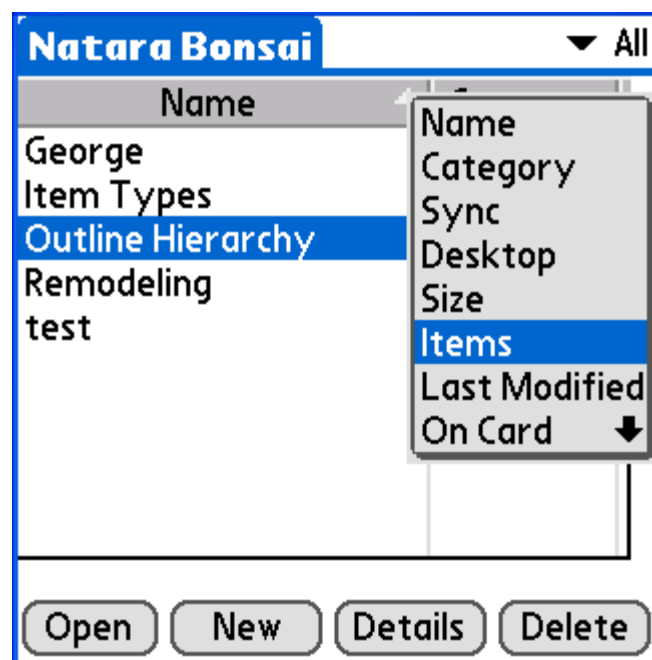 Natara Bonsai
All
Name
George
Item Types
Outline Hierarchy
Remodeling
test
Name
Category
Sync
Desktop
Size
Items
Last Modified
On Card
Open New Details Delete